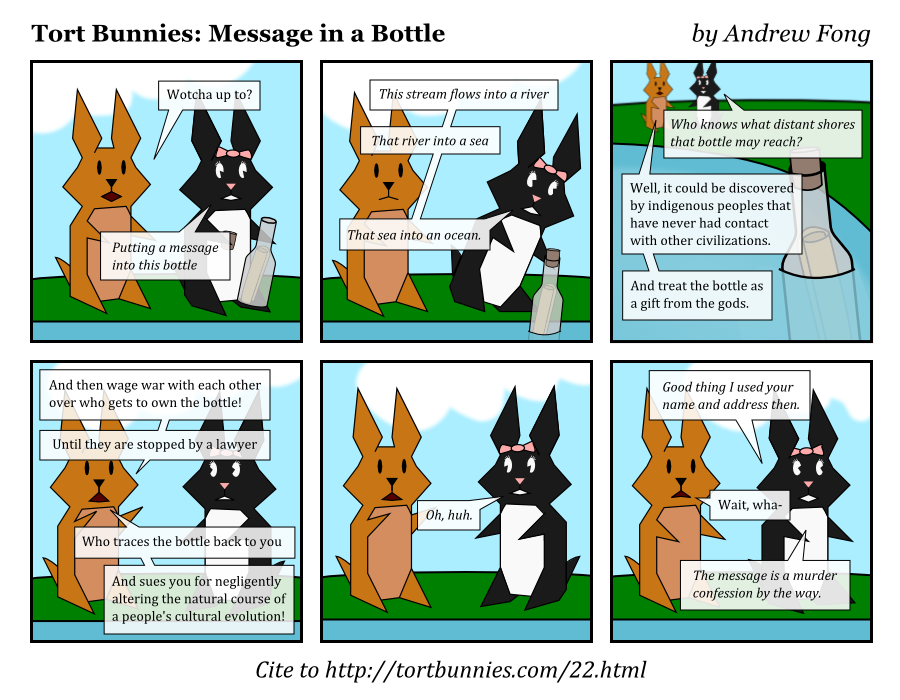 Tort Bunnies: Message in a Bottle
by Andrew Fong
Wotcha up to?
Putting a message
into this bottle
This stream flows into a river
That river into a sea
That sea into an ocean.
Who knows what distant shores
that bottle may reach?
Well, it could be discovered
by indigenous peoples that
have never had contact
with other civilizations.
And treat the bottle as
a gift from the gods.
And then wage war with each other
over who gets to own the bottle!
Until they are stopped by a lawyer
Who traces the bottle back to you
And sues you for negligently
altering the natural course of
a people's cultural evolution!
Oh, huh.
Good thing I used your
name and address then.
Wait, wha-
The message is a murder
confession by the way.
Cite to http://tortbunnies.com/22.html